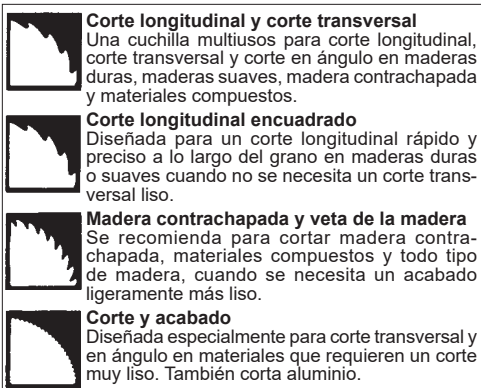 Corte longitudinal y corte transversal
Una cuchilla multiusos para corte longitudinal,
corte transversal y corte en ángulo en maderas
duras, maderas suaves, madera contrachapada
y materiales compuestos.
Corte longitudinal encuadrado
Diseñada para un corte longitudinal rápido y
preciso a lo largo del grano en maderas duras
o suaves cuando no se necesita un corte trans-
versal liso.
Madera contrachapada y veta de la madera
Se recomienda para cortar madera contra-
chapada, materiales compuestos y todo tipo
de madera, cuando se necesita un acabado
ligeramente más liso.
Corte y acabado
Diseñada especialmente para corte transversal y
en ángulo en materiales que requieren un corte
muy liso. También corta aluminio.